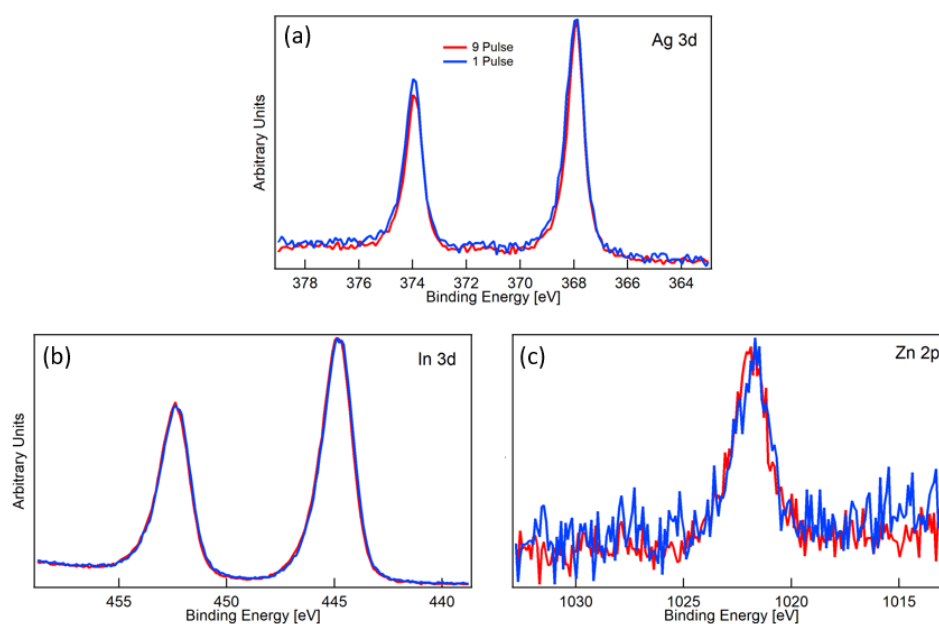 (a)
Ag 3d
9 Pulse
1 Pulse
Arbitrary Units
378
376
374
372
370
368
366
364
Binding Energy [eV]
(b)
In 3d
Arbitrary Units
455
450
445
440
Binding Energy [eV]
(c)
Zn 2p
1030
1025
1020
1015
Binding Energy [eV]